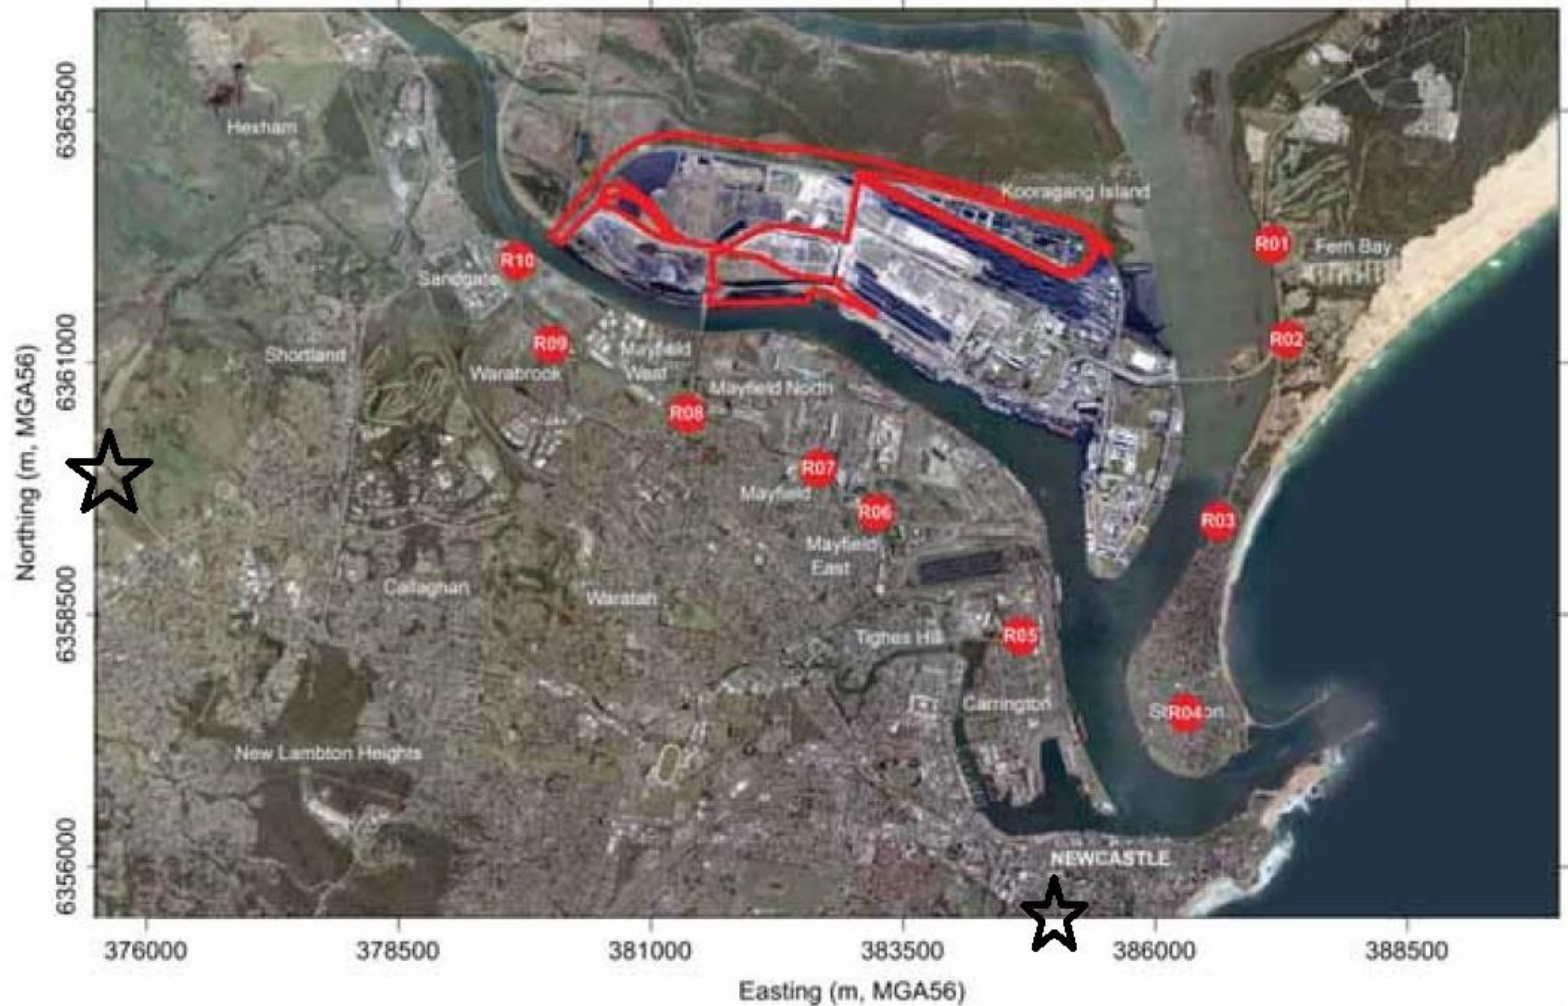 6363500
Hexham
Kooragang Island
R01
Fern Bay
R10
Sandgate
R02
R09
Mayfield
West
Shortland
Warabrook
Mayfield North
6361000
R08
R07
Mayfield
R06
R03
Mayfield
East
Northing (m, MGA56)
Callaghan
Waratah
6358500
Tighes Hill
R05
Carrington
R04
New Lambton Heights
NEWCASTLE
6356000
376000
378500
381000
383500
386000
388500
Easting (m, MGA56)